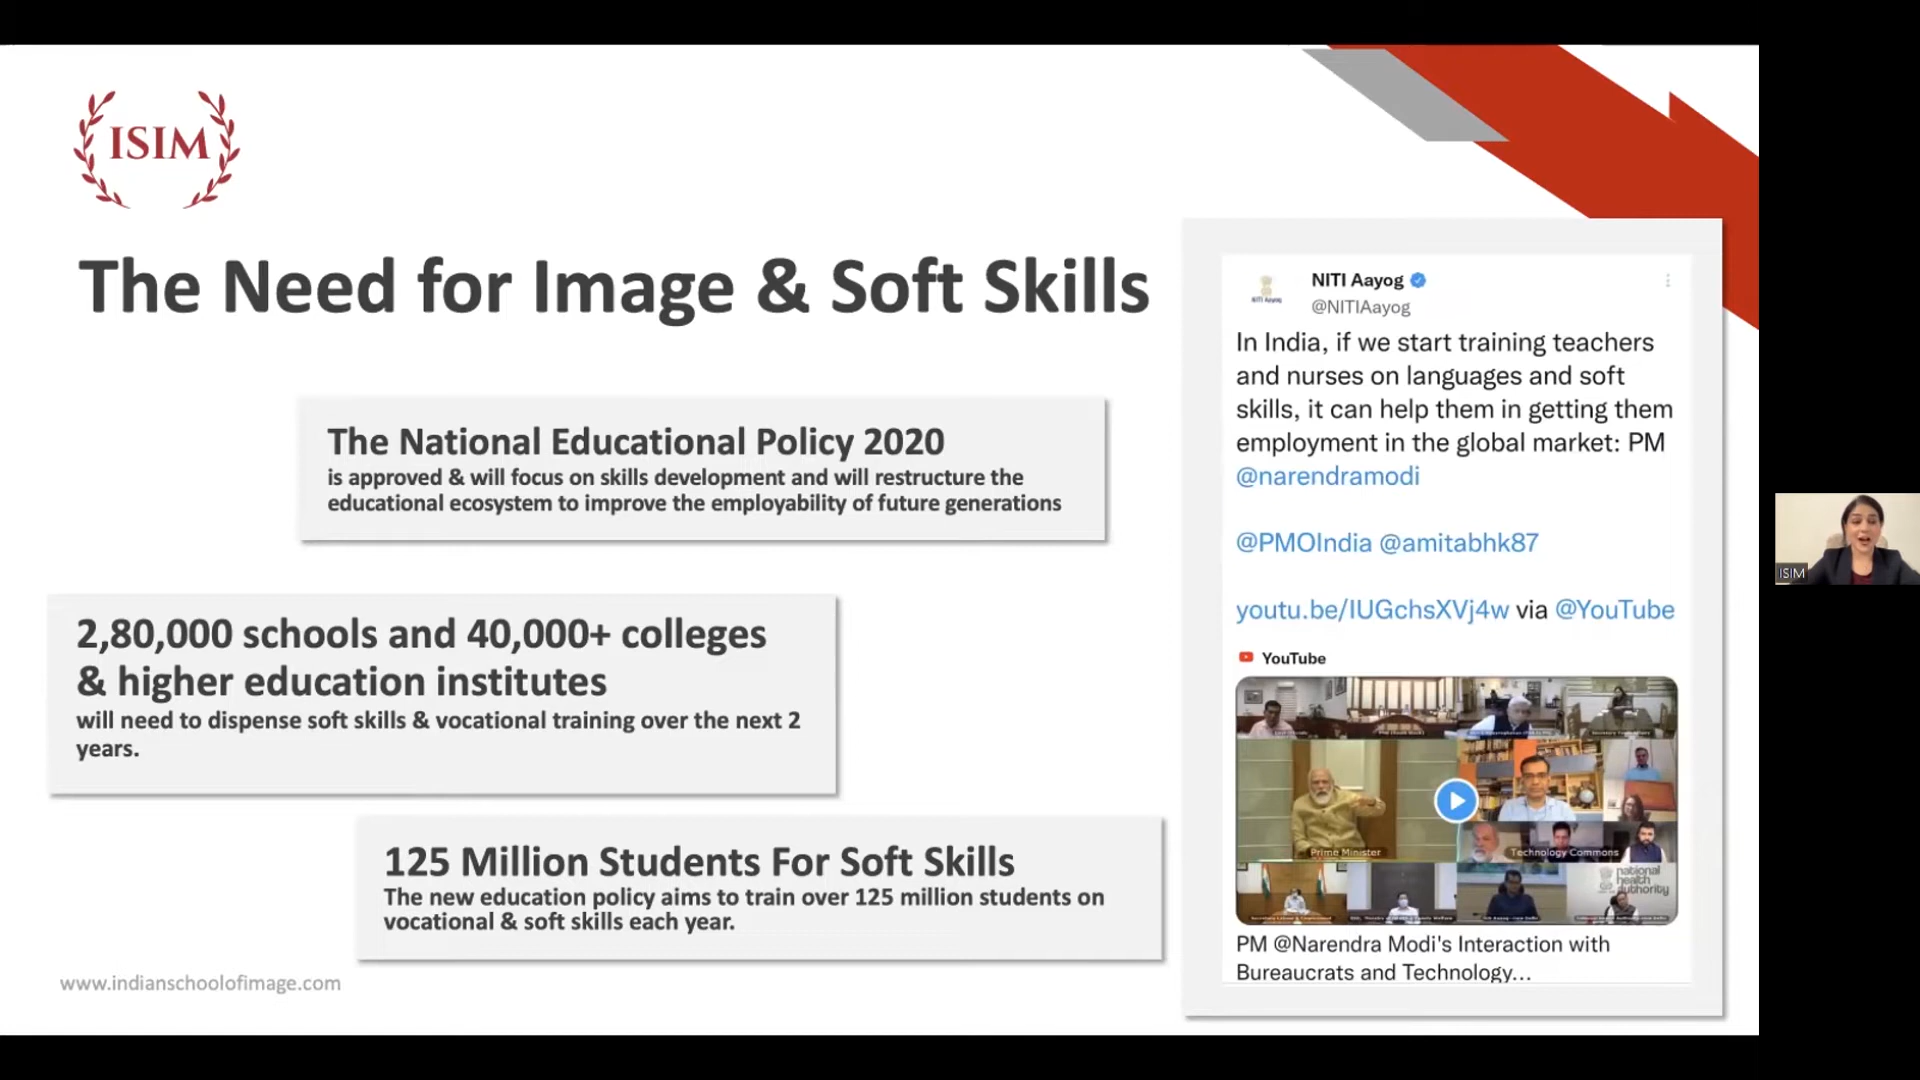 ISIM
The Need for Image & Soft Skills
The National Educational Policy 2020
is approved & will focus on skills development and will restructure the
educational ecosystem to improve the employability of future generations
2,80,000 schools and 40,000+ colleges
& higher education institutes
will need to dispense soft skills & vocational training over the next 2
years.
125 Million Students For Soft Skills
The new education policy aims to train over 125 million students on
vocational & soft skills each year.
www.indianschoolofimage.com
NITI Aayog
NITI Aayog
@NITIAayog
In India, if we start training teachers
and nurses on languages and soft
skills, it can help them in getting them
employment in the global market: PM
@narendramodi
@PMOIndia @amitabhk87
youtu.be/IUGchsXVj4w via @YouTube
YouTube
Prime Minister
Technology Commons
national
health
authority
PM @Narendra Modi's Interaction with
Bureaucrats and Technology...
ISIM